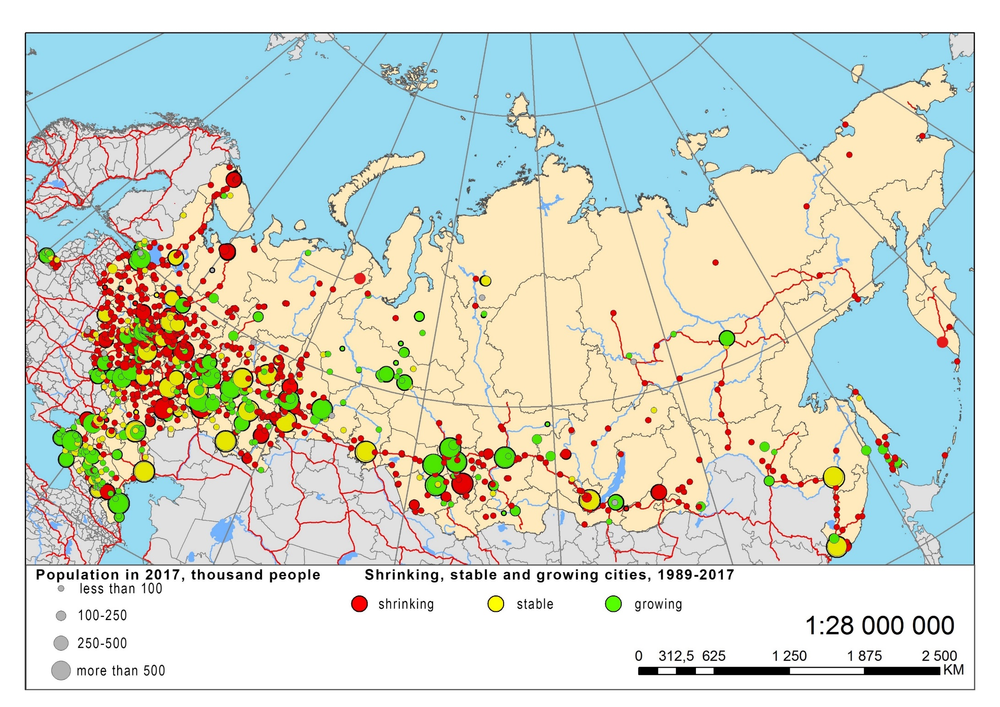 Population in 2017, thousand people
less than 100
100-250
250-500
more than 500
Shrinking, stable and growing cities, 1989-2017
shrinking stable growing
1:28 000 000
0 312,5 625 1 250 1 875 2 500
KM